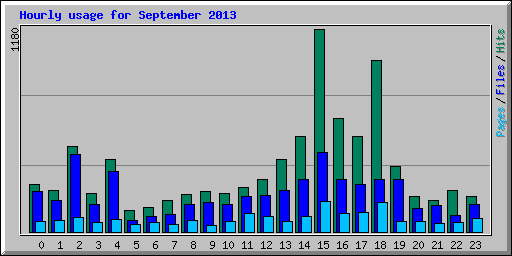 Hourly usage for September 2013
1180
Pages / Files / Hits
0 1 2 3 4 5 6 7 8 9 10 11 12 13 14 15 16 17 18 19 20 21 22 23